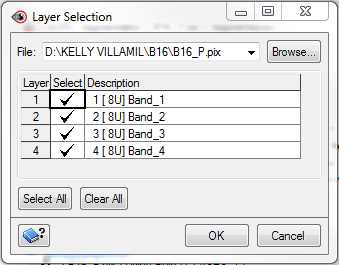 Layer Selection
File: D:\KELLY VILLAMIL\B16\B16_P.pix Browse...
Layer Select Description
1 1 [ 8U] Band_1
2 2 [ 8U] Band_2
3 3 [ 8U] Band_3
4 4 [ 8U] Band_4
Select All Clear All
? OK Cancel